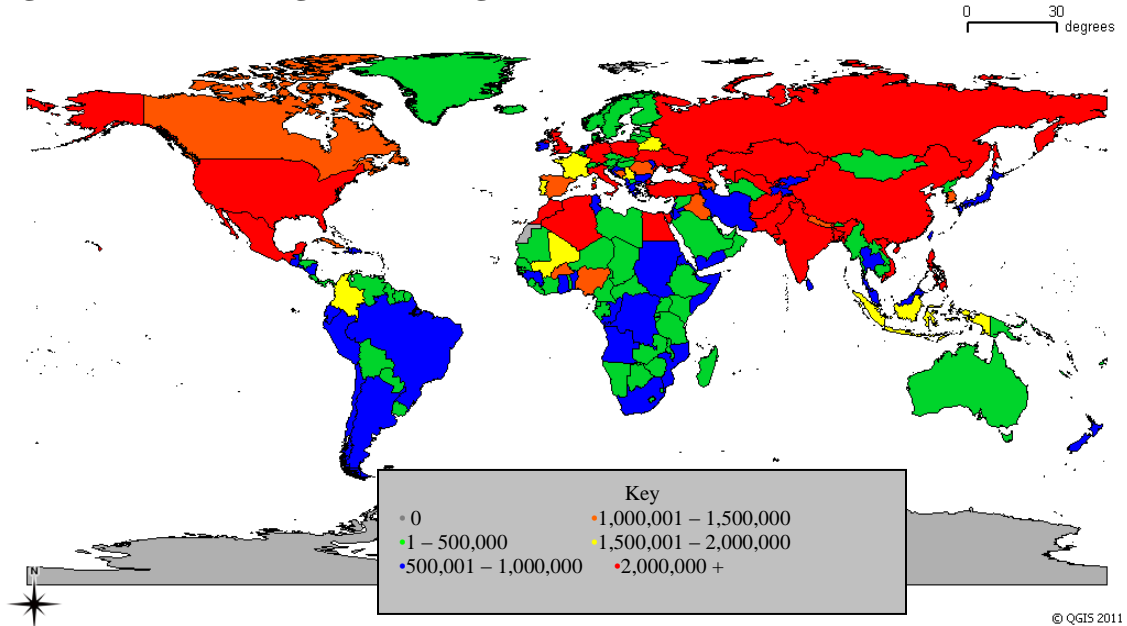 0 30
degrees
Key
0 1,000,001 – 1,500,000
1 – 500,000 1,500,001 – 2,000,000
500,001 – 1,000,000 2,000,000 +
N
© QGIS 2011